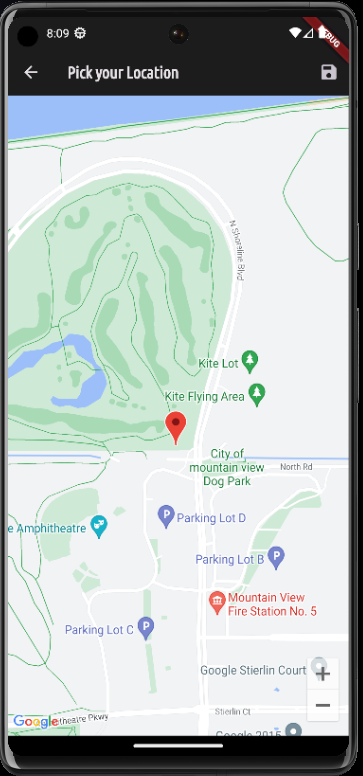 8:09
DEBUG
Pick your Location
N Shoreline Blvd
Kite Lot
Kite Flying Area
City of
mountain view
Dog Park
North Rd
Parking Lot D
e Amphitheatre
Parking Lot B
Mountain View
Fire Station No. 5
Parking Lot C
Google Stierlin Court
Stierlin Ct
Google
theatre Pkwy
Google 2015
+
−